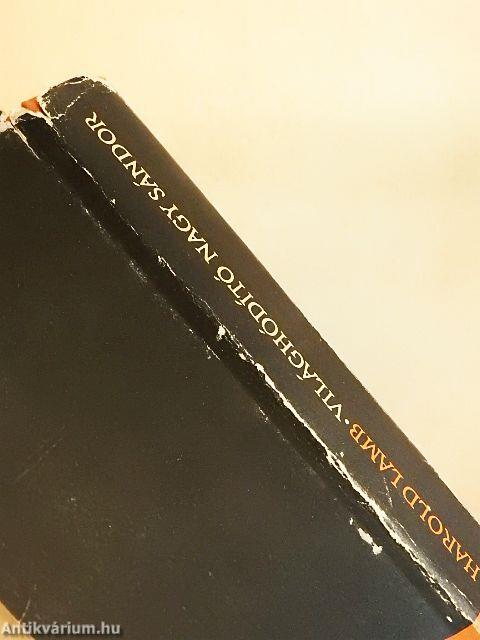 HAROLD LAMB · VILÁGHÓDÍTÓ NAGY SÁNDOR
Antikvárium.hu